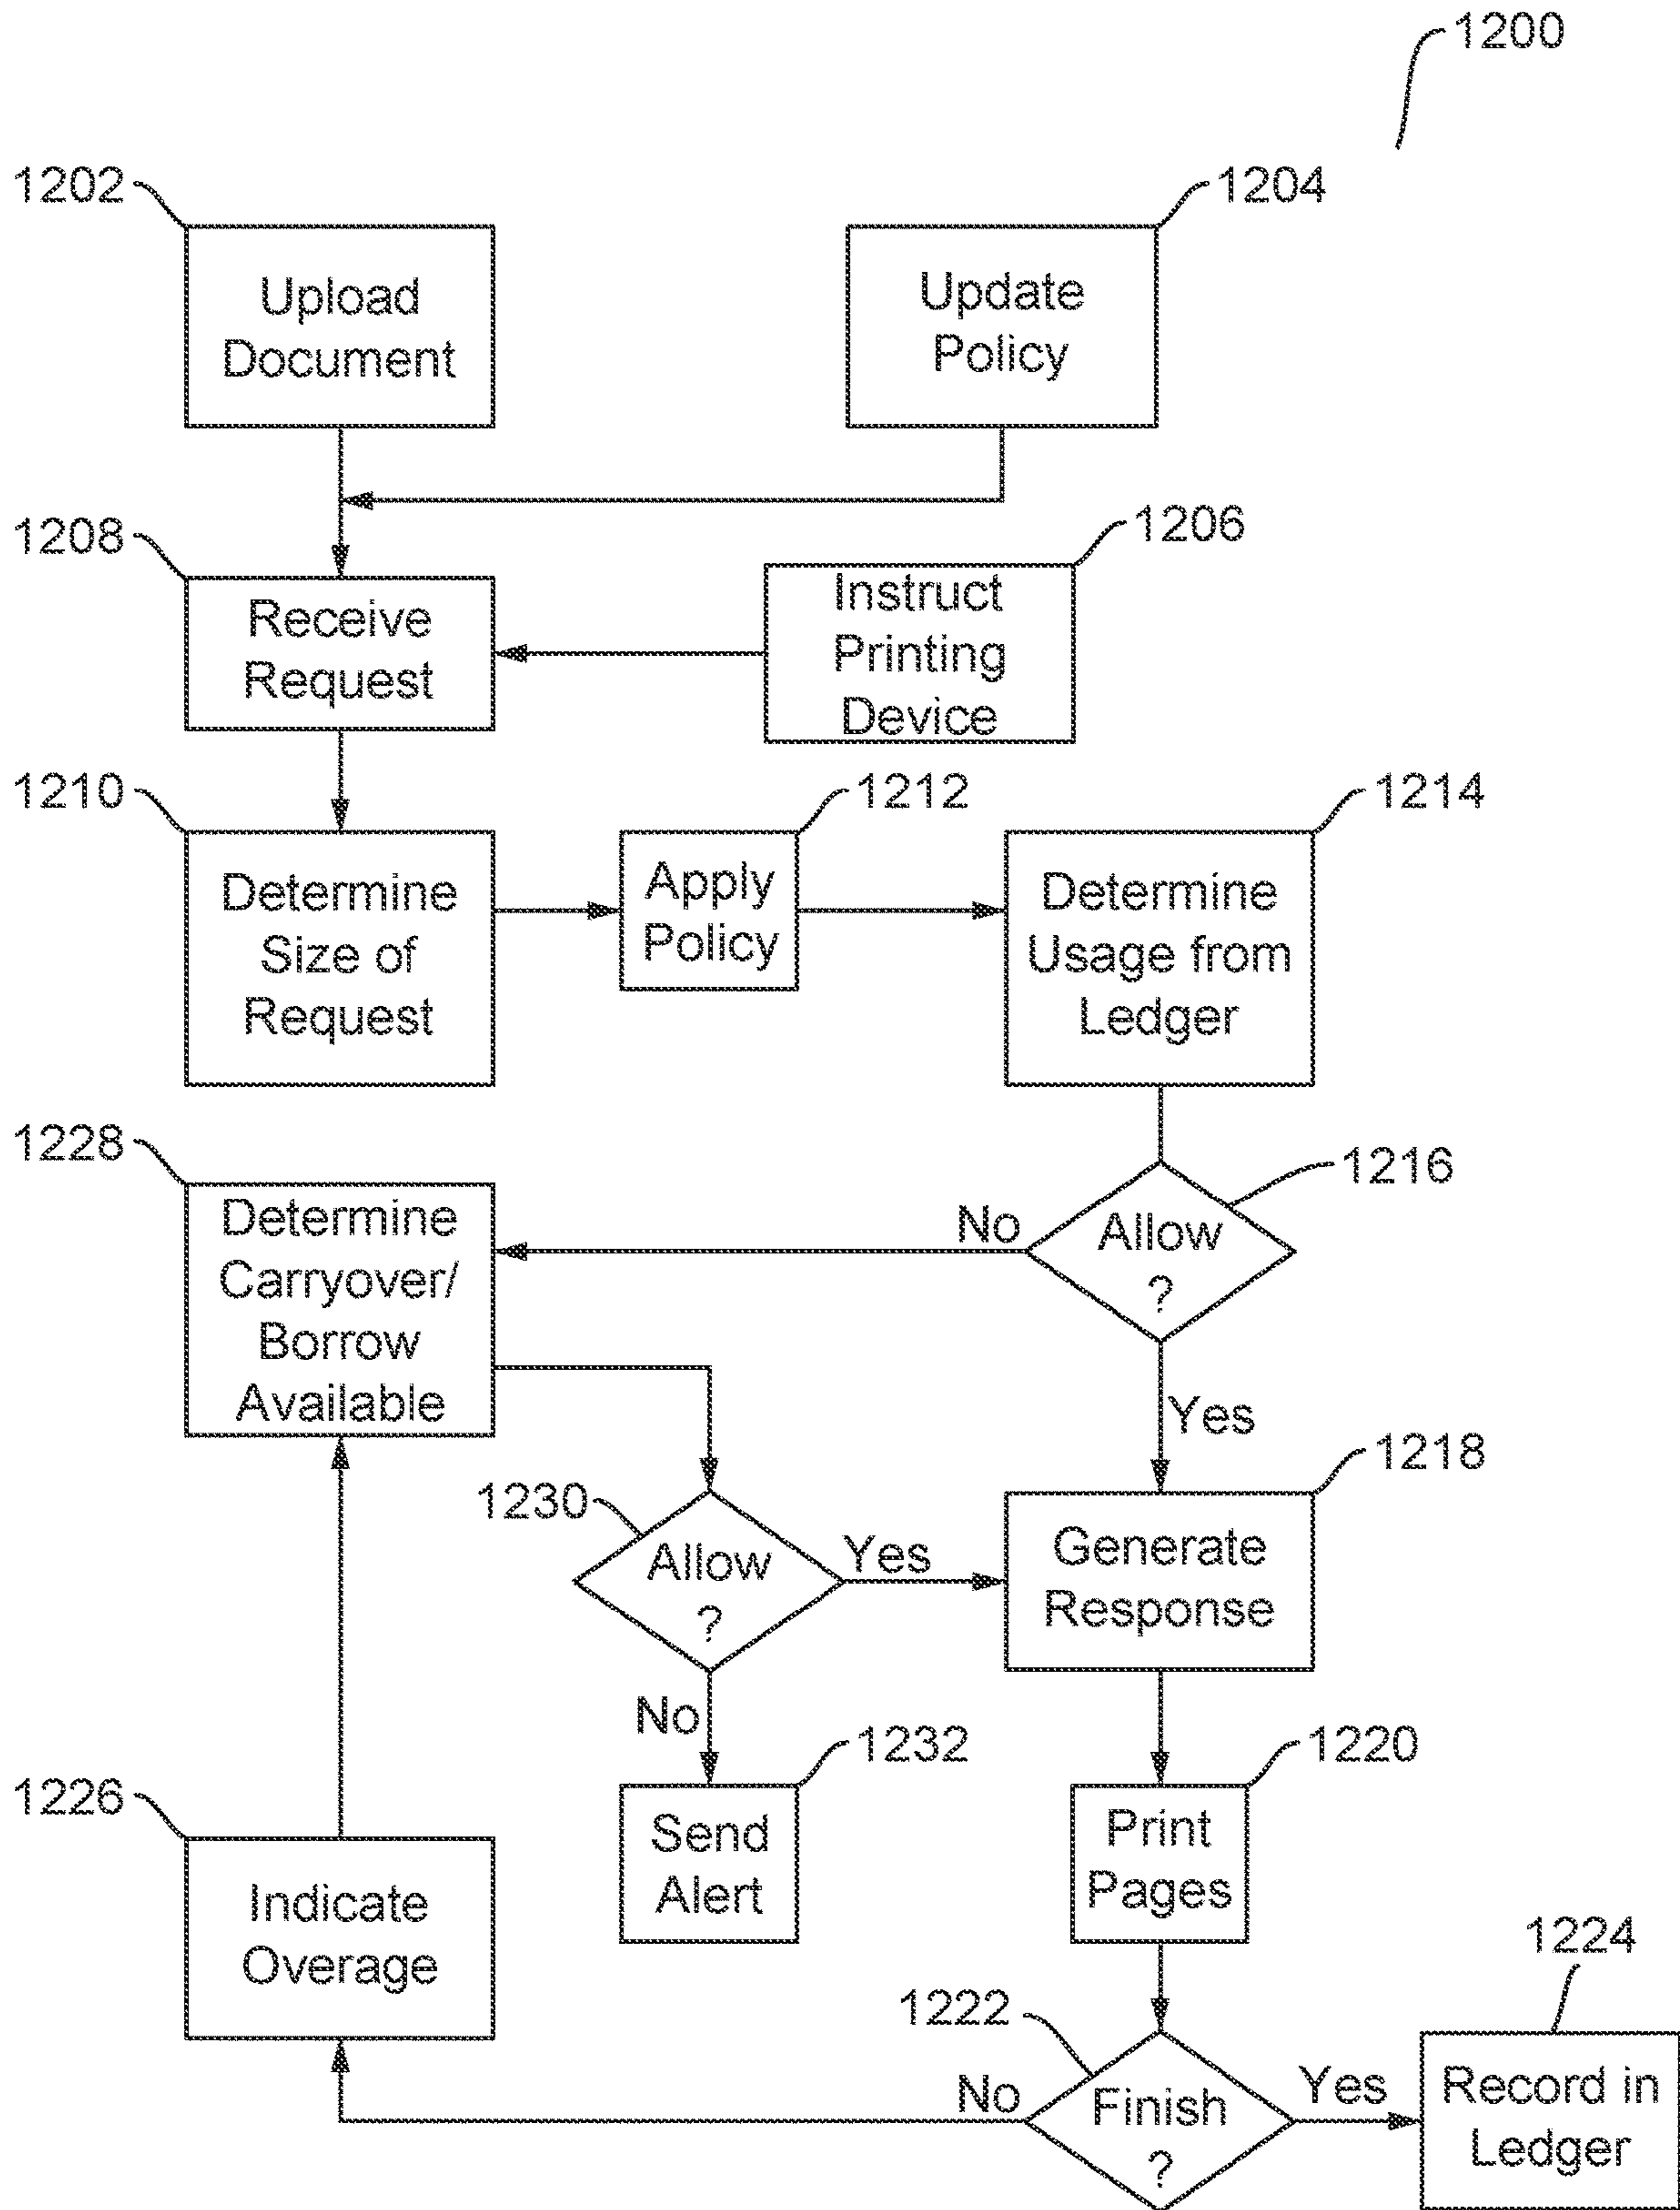 1200
1202
1204
Upload
Document
Update
Policy
1208
1206
Receive
Request
Instruct
Printing
Device
1210
1212
1214
Determine
Size of
Request
Apply
Policy
Determine
Usage from
Ledger
1228
1216
Determine
Carryover/
Borrow
Available
No
Allow
?
Yes
1218
1230
Allow
?
Yes
Generate
Response
No
1232
1220
1226
Send
Alert
Print
Pages
Indicate
Overage
1224
1222
No
Finish
?
Yes
Record in
Ledger